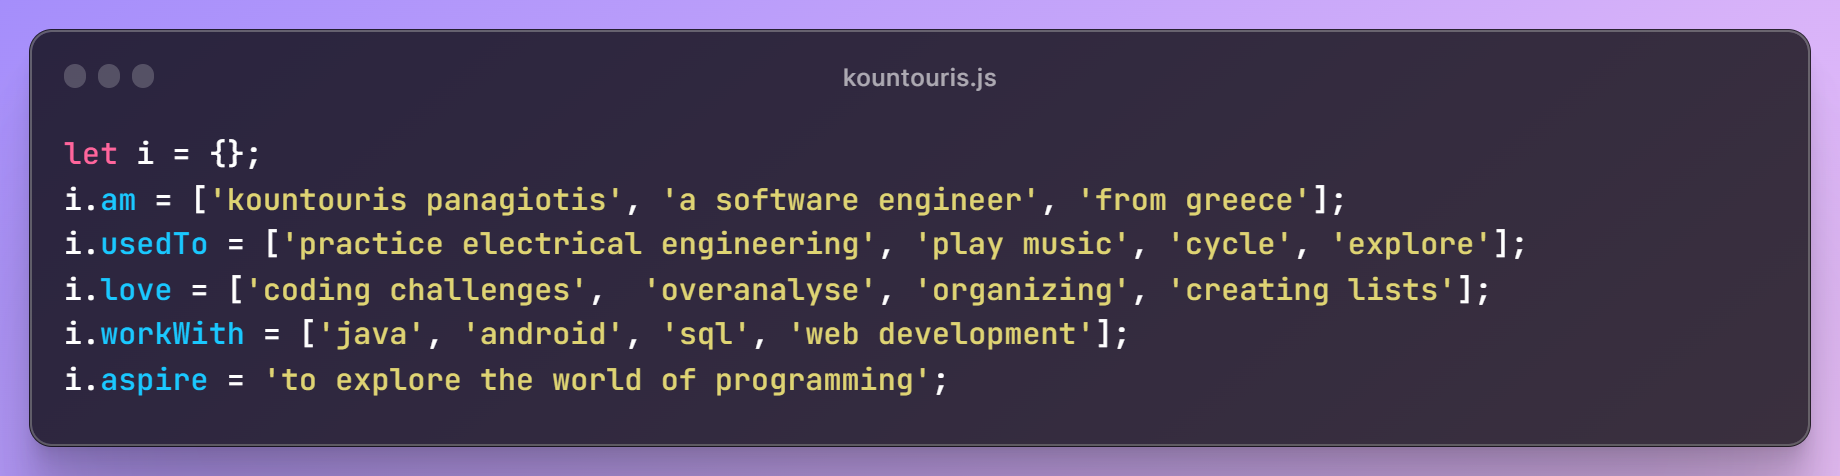 kountouris.js
let i = {};
i.am = ['kountouris panagiotis', 'a software engineer', 'from greece'];
i.usedTo = ['practice electrical engineering', 'play music', 'cycle', 'explore'];
i.love = ['coding challenges',  'overanalyse', 'organizing', 'creating lists'];
i.workWith = ['java', 'android', 'sql', 'web development'];
i.aspire = 'to explore the world of programming';